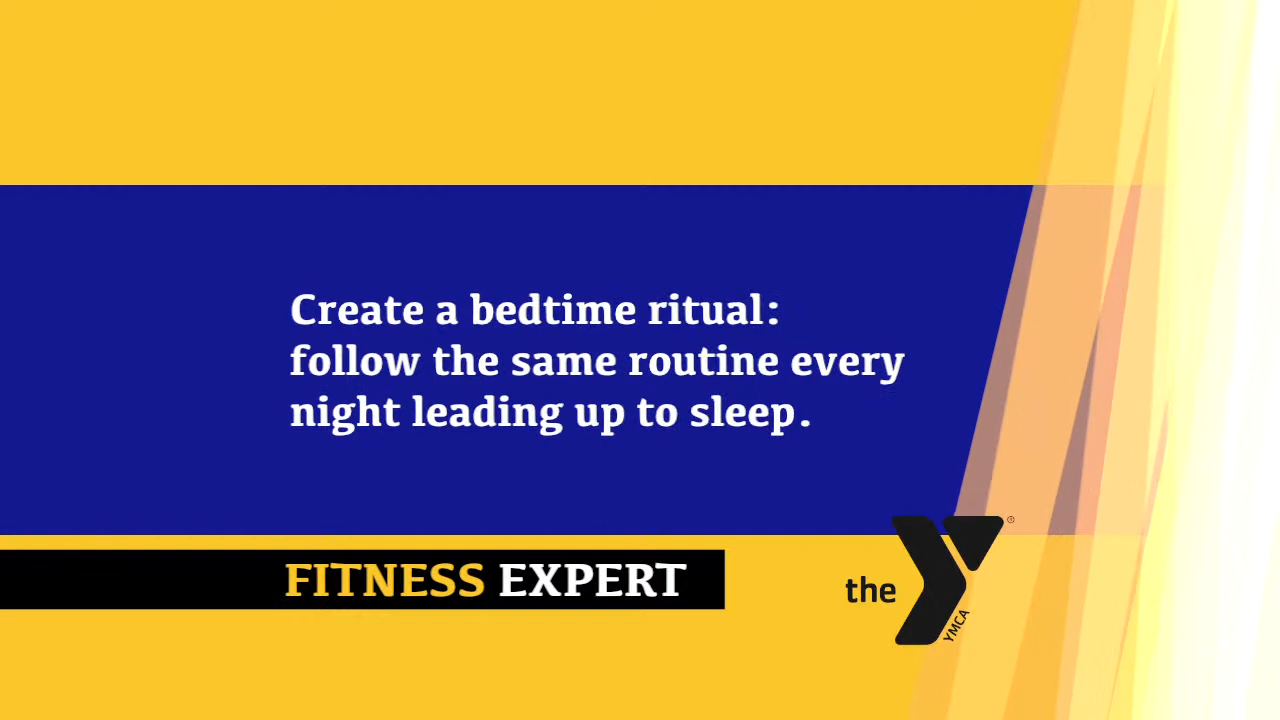 Create a bedtime ritual:
follow the same routine every
night leading up to sleep.
FITNESS EXPERT
the
YMCA
®